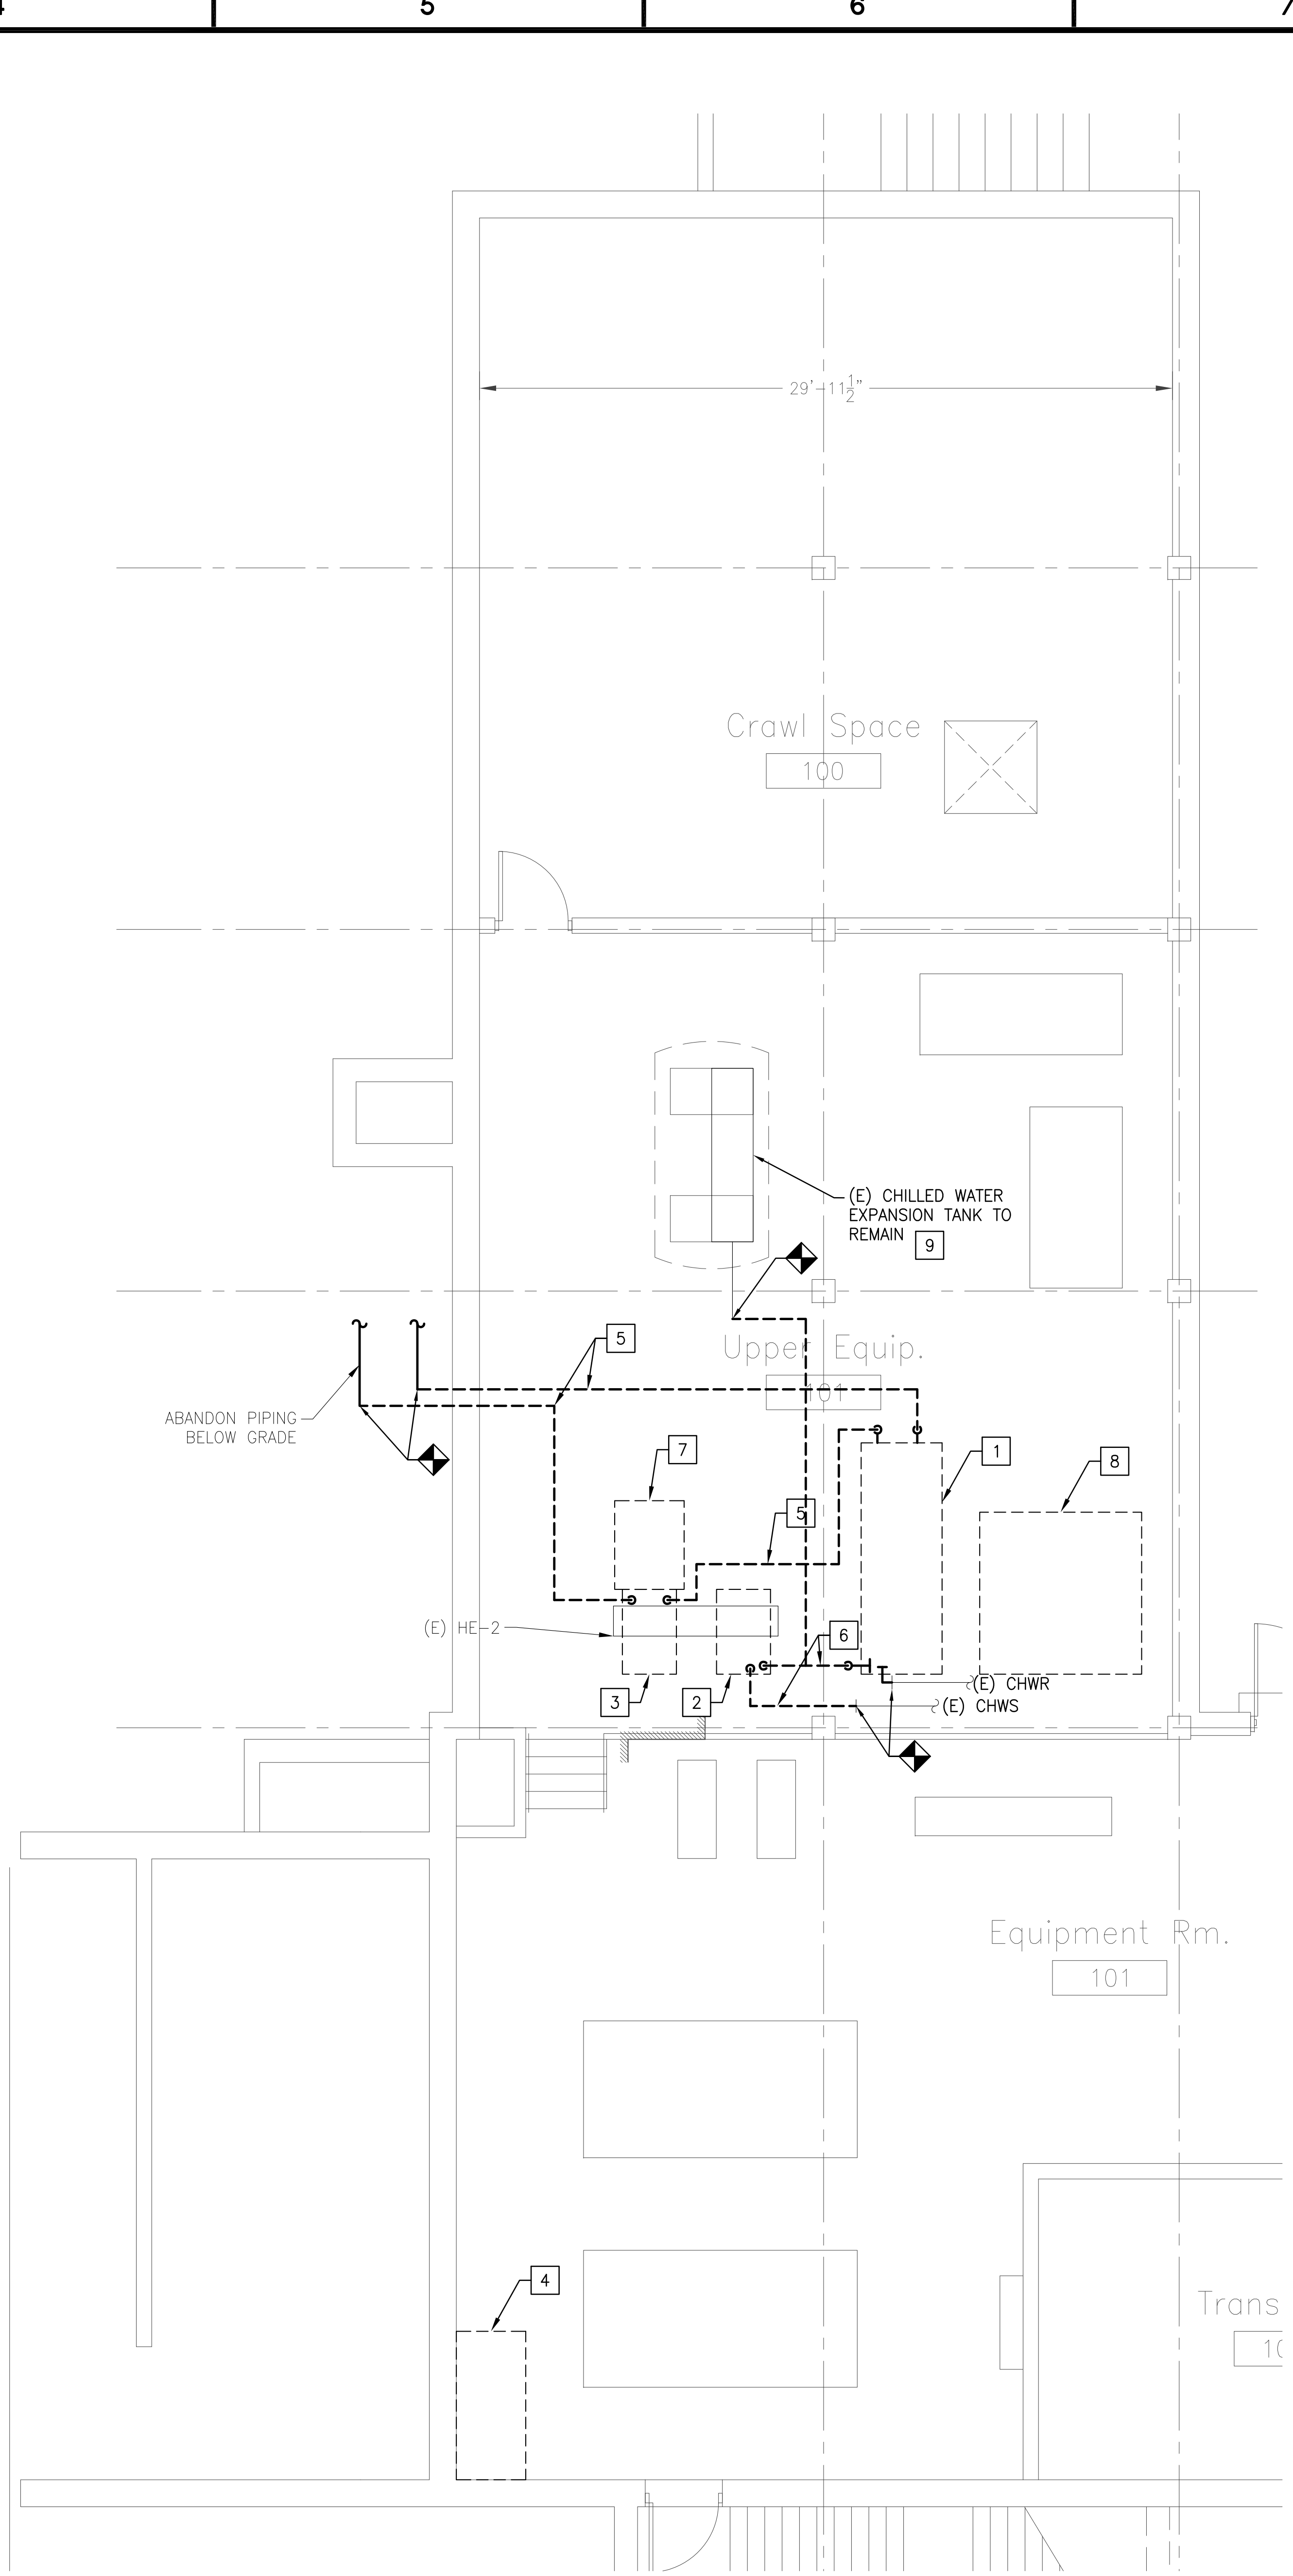 5
6
29'-11 1/2"
Crawl Space
100
(E) CHILLED WATER
EXPANSION TANK TO
REMAIN
9
5
Upper Equip.
101
ABANDON PIPING
BELOW GRADE
7
1
8
5
(E) HE-2
6
(E) CHWR
3
2
(E) CHWS
Equipment Rm.
101
4
Trans